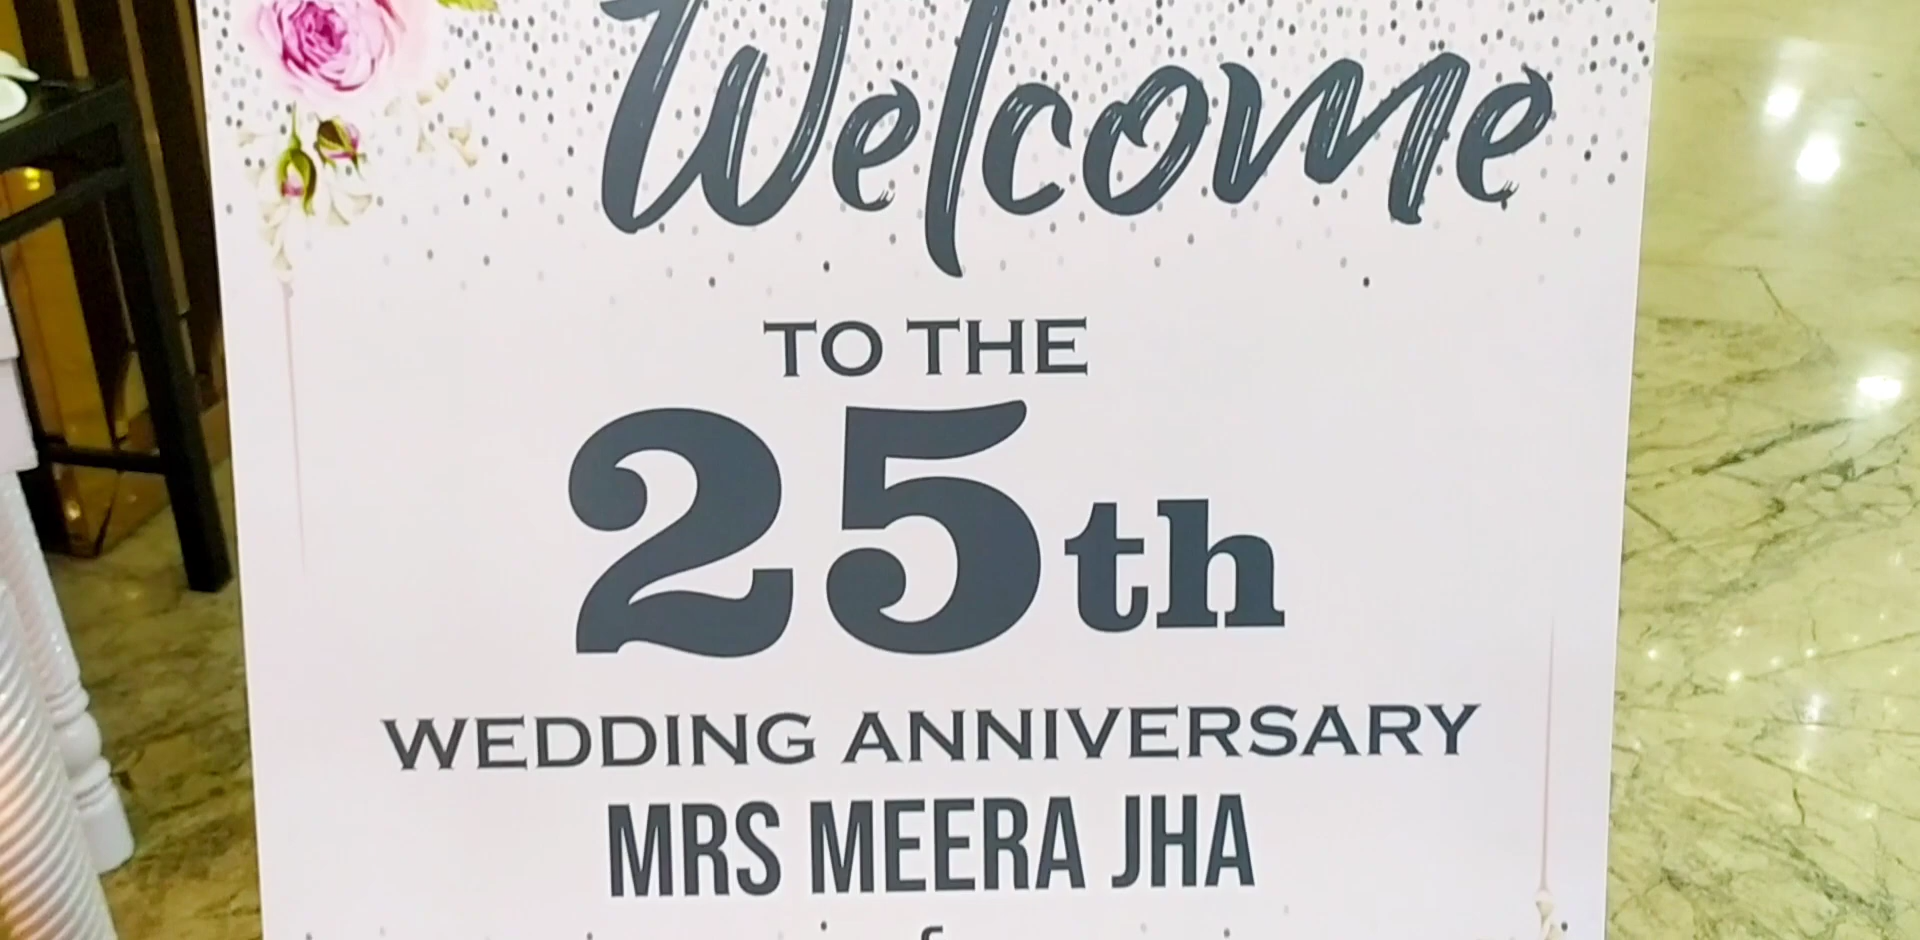 Welcome
TO THE
25th
WEDDING ANNIVERSARY
MRS MEERA JHA